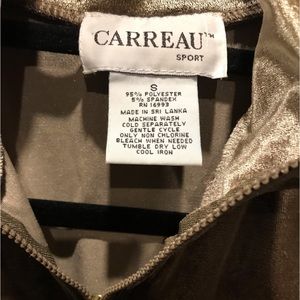 CARREAU™
SPORT
S
95% POLYESTER
5% SPANDEX
RN 16993
MADE IN SRI LANKA
MACHINE WASH
COLD SEPARATELY
GENTLE CYCLE
ONLY NON CHLORINE
BLEACH WHEN NEEDED
TUMBLE DRY LOW
COOL IRON